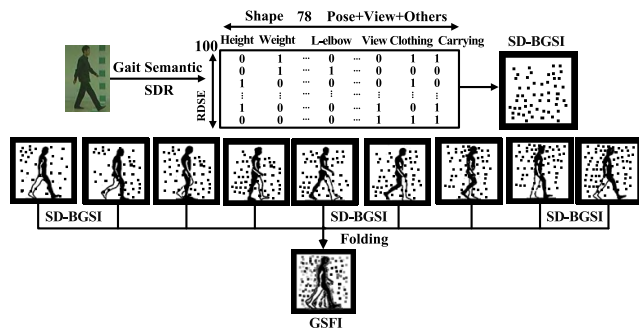 Shape 78 Pose+View+Others
100 Height Weight L-elbow View Clothing Carrying SD-BGSI
Gait Semantic
SDR
RDSE
0 1 ... 0 ... 0 1 1
0 1 ... 1 ... 0 0 1
1 0 ... 0 ... 0 1 0
⋮ ⋮ ⋮ ⋮ ⋮ ⋮
1 0 ... 0 ... 1 0 1
0 0 ... 0 ... 1 1 1
SD-BGSI SD-BGSI SD-BGSI
Folding
GSFI